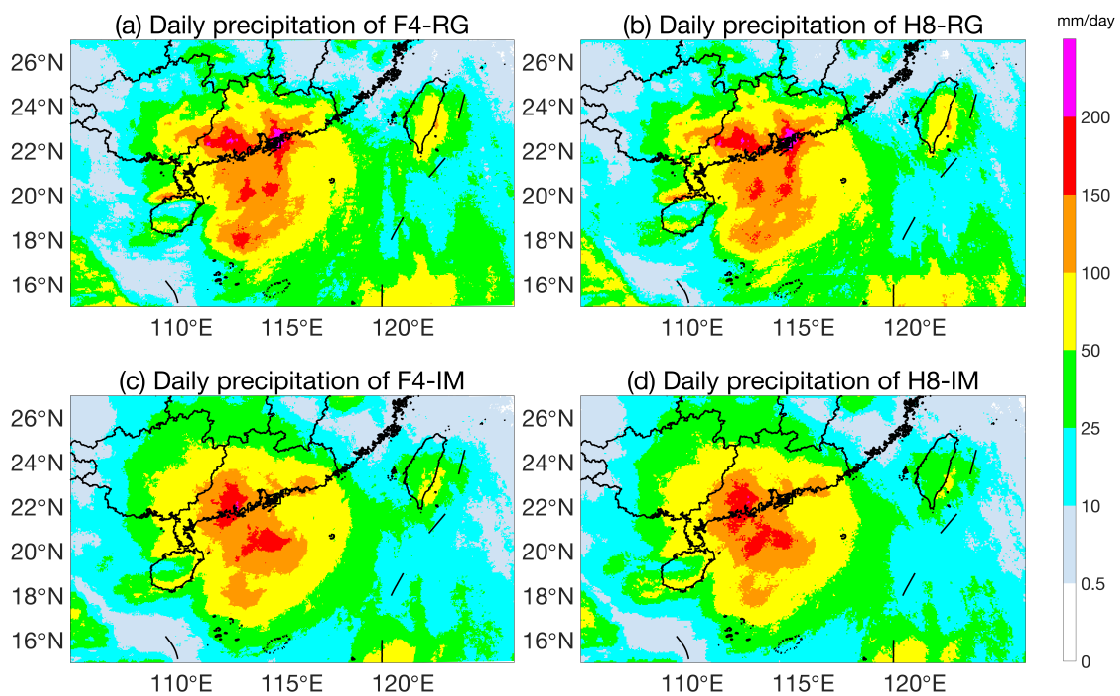 (a) Daily precipitation of F4-RG
(b) Daily precipitation of H8-RG
mm/day
26°N
24°N
22°N
20°N
18°N
16°N
110°E 115°E 120°E
26°N
24°N
22°N
20°N
18°N
16°N
110°E 115°E 120°E
(c) Daily precipitation of F4-IM
(d) Daily precipitation of H8-IM
26°N
24°N
22°N
20°N
18°N
16°N
110°E 115°E 120°E
26°N
24°N
22°N
20°N
18°N
16°N
110°E 115°E 120°E
200
150
100
50
25
10
0.5
0